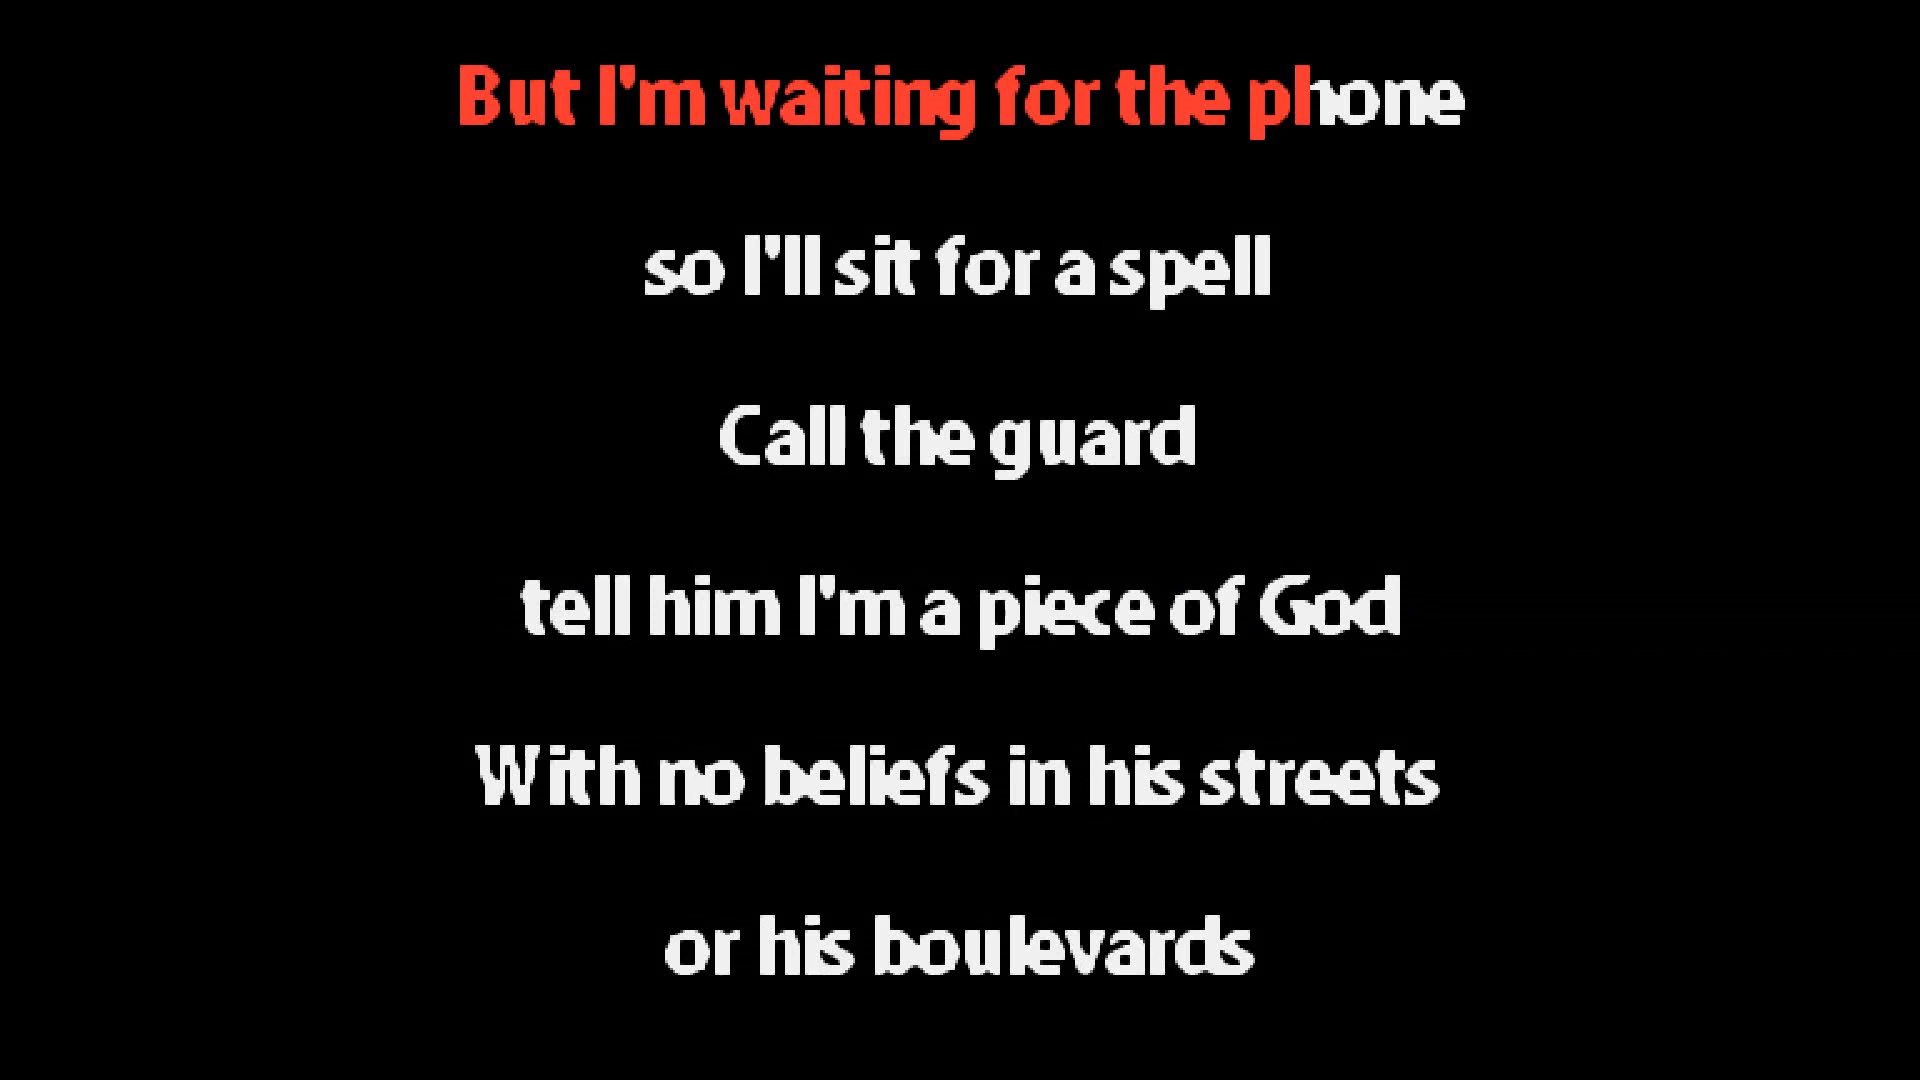 But I'm waiting for the phone
so I'll sit for a spell
Call the guard
tell him I'm a piece of God
With no beliefs in his streets
or his boulevards